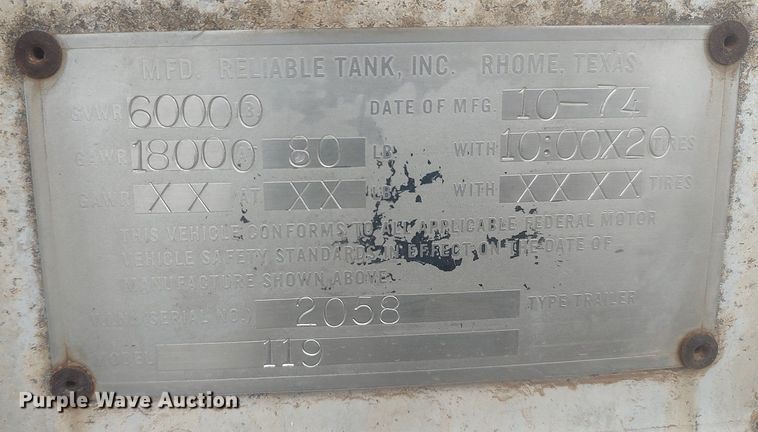 MFD. RELIABLE TANK, INC. RHOME, TEXAS
GVWR 60000 DATE OF MFG. 10-74
GAWR 18000 AT 80 LB. WITH 10:00X20 TIRES
GAWR XX AT XX LB. WITH XXXX TIRES
THIS VEHICLE CONFORMS TO ALL APPLICABLE FEDERAL MOTOR
VEHICLE SAFETY STANDARDS IN EFFECT ON THE DATE OF
MANUFACTURE SHOWN ABOVE.
(SERIAL NO.) 2058 TYPE TRAILER
MODEL 119
Purple Wave Auction